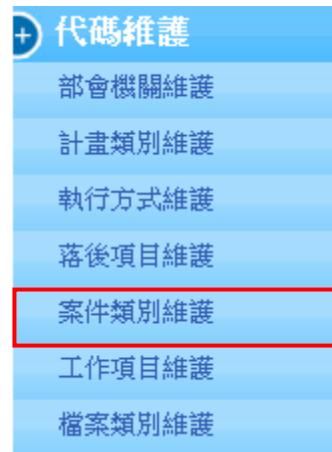 代碼維護
部會機關維護
計畫類別維護
執行方式維護
落後項目維護
案件類別維護
工作項目維護
檔案類別維護